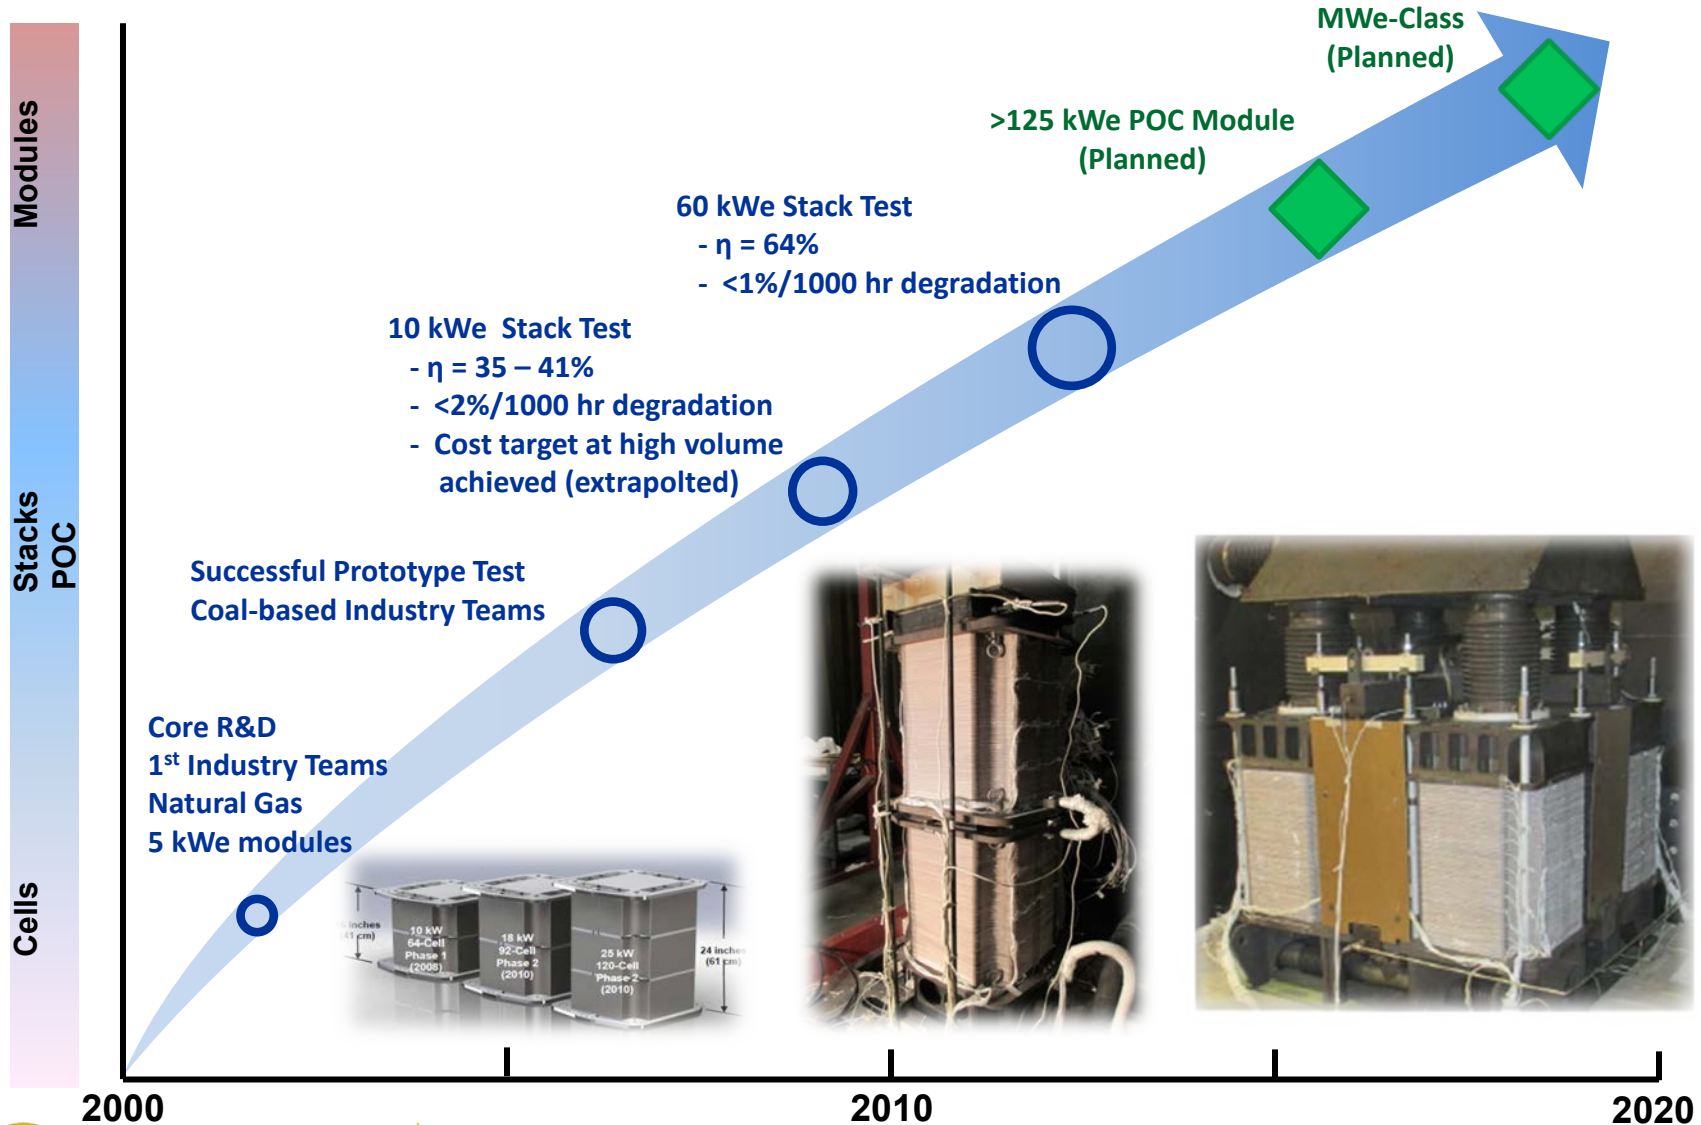 MWe-Class
(Planned)
>125 kWe POC Module
(Planned)
60 kWe Stack Test
- η = 64%
- <1%/1000 hr degradation
10 kWe Stack Test
- η = 35 – 41%
- <2%/1000 hr degradation
- Cost target at high volume
achieved (extrapolted)
Successful Prototype Test
Coal-based Industry Teams
Core R&D
1st Industry Teams
Natural Gas
5 kWe modules
Modules
Stacks
POC
Cells
inches
(41 cm)
10 kW
64-Cell
Phase 1
(2008)
18 kW
92-Cell
Phase 2
(2010)
25 kW
120-Cell
Phase 2
(2010)
24 inches
(61 cm)
2000
2010
2020